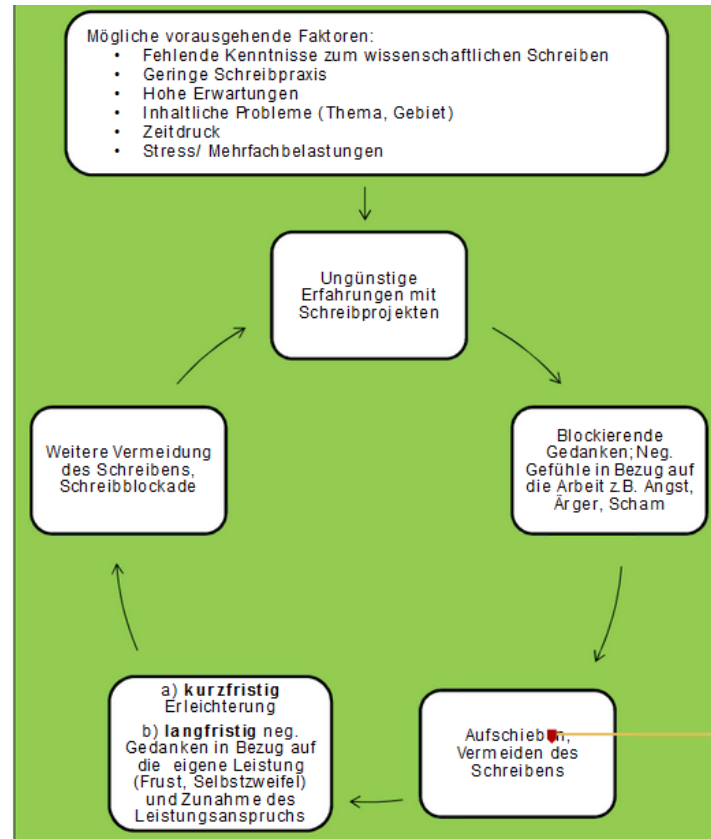 Mögliche vorausgehende Faktoren:
• Fehlende Kenntnisse zum wissenschaftlichen Schreiben
• Geringe Schreibpraxis
• Hohe Erwartungen
• Inhaltliche Probleme (Thema, Gebiet)
• Zeitdruck
• Stress/ Mehrfachbelastungen
Ungünstige
Erfahrungen mit
Schreibprojekten
Blockierende
Gedanken; Neg.
Gefühle in Bezug auf
die Arbeit z.B. Angst,
Ärger, Scham
Aufschieben,
Vermeiden des
Schreibens
a) kurzfristig
Erleichterung
b) langfristig neg.
Gedanken in Bezug auf
die eigene Leistung
(Frust, Selbstzweifel)
und Zunahme des
Leistungsanspruchs
Weitere Vermeidung
des Schreibens,
Schreibblockade